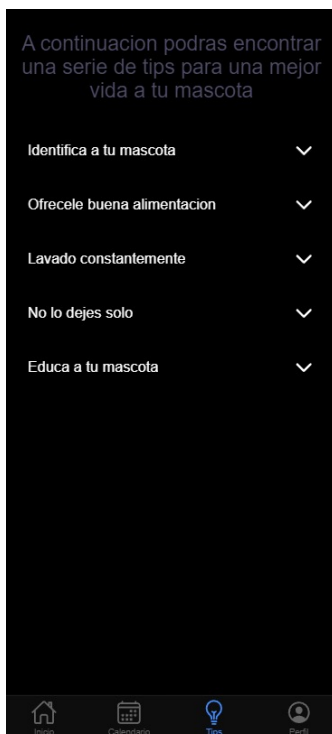 A continuacion podras encontrar
una serie de tips para una mejor
vida a tu mascota
Identifica a tu mascota
Ofrecele buena alimentacion
Lavado constantemente
No lo dejes solo
Educa a tu mascota
Inicio
Calendario
Tips
Perfil